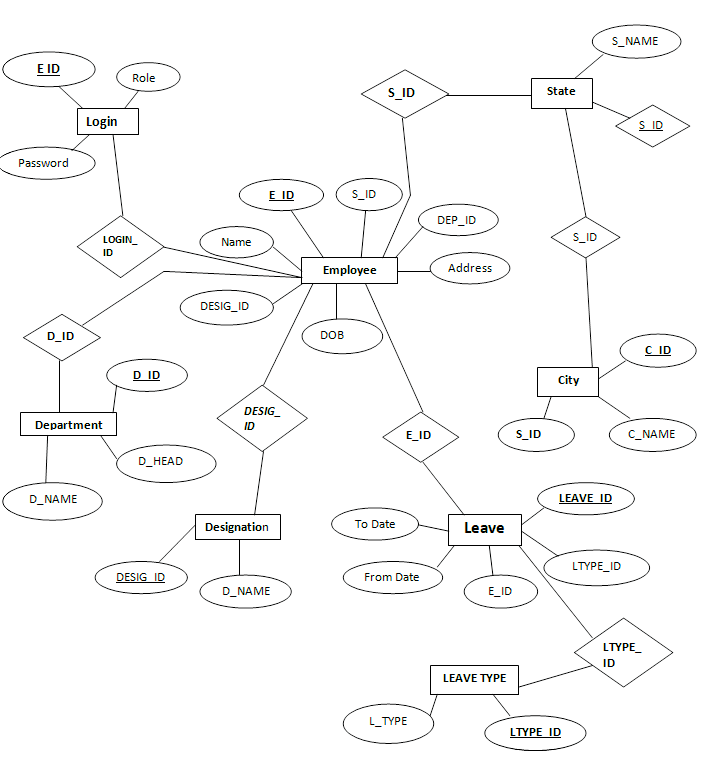 S_NAME
E ID
Role
S_ID
State
Login
S_ID
Password
E_ID
S_ID
DEP_ID
LOGIN_
ID
Name
S_ID
Employee
Address
DESIG_ID
D_ID
DOB
C_ID
D_ID
City
DESIG_
ID
Department
E_ID
S_ID
C_NAME
D_HEAD
D_NAME
LEAVE_ID
Designation
To Date
Leave
LTYPE_ID
DESIG_ID
From Date
D_NAME
E_ID
LTYPE_
ID
LEAVE TYPE
L_TYPE
LTYPE_ID